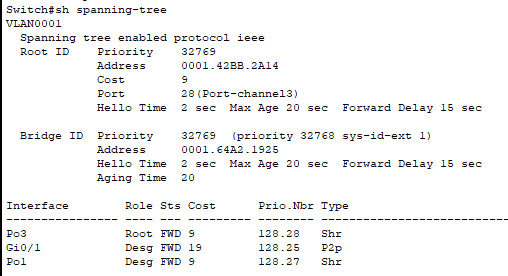 Switch#sh spanning-tree
VLAN0001
  Spanning tree enabled protocol ieee
  Root ID    Priority    32769
             Address     0001.42BB.2A14
             Cost        9
             Port        28(Port-channel3)
             Hello Time  2 sec  Max Age 20 sec  Forward Delay 15 sec

  Bridge ID  Priority    32769  (priority 32768 sys-id-ext 1)
             Address     0001.64A2.1925
             Hello Time  2 sec  Max Age 20 sec  Forward Delay 15 sec
             Aging Time  20

Interface        Role Sts Cost      Prio.Nbr Type
---------------- ---- --- --------- -------- --------------------------------
Po3              Root FWD 9         128.28   Shr
Gi0/1            Desg FWD 19        128.25   P2p
Po1              Desg FWD 9         128.27   Shr